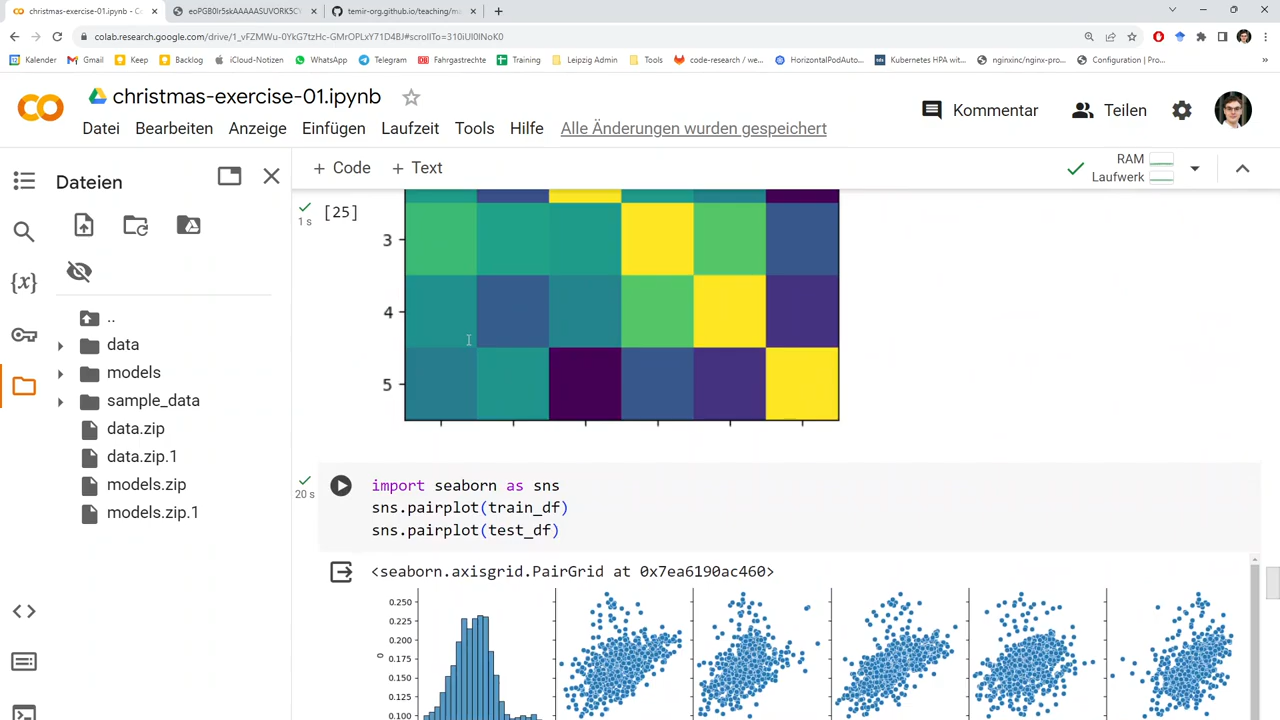 christmas-exercise-01.ipynb - Co
eoPGB0Ir5skAAAAASUVORK5CY
temir-org.github.io/teaching/ma
colab.research.google.com/drive/1_vFZMWu-0YkG7tzHc-GMrOPLxY71D4BJ#scrollTo=310iUI0INoK0
Kalender
Gmail
Keep
Backlog
iCloud-Notizen
WhatsApp
Telegram
Fahrgastrechte
Training
Leipzig Admin
Tools
code-research / we...
HorizontalPodAuto...
Kubernetes HPA wit...
nginxinc/nginx-pro...
Configuration | Pro...
christmas-exercise-01.ipynb
Kommentar
Teilen
Datei Bearbeiten Anzeige Einfügen Laufzeit Tools Hilfe Alle Änderungen wurden gespeichert
Dateien
+ Code + Text
RAM
Laufwerk
1 s
[25]
3
4
5
..
data
models
sample_data
data.zip
data.zip.1
models.zip
models.zip.1
20 s
import seaborn as sns
sns.pairplot(train_df)
sns.pairplot(test_df)
<seaborn.axisgrid.PairGrid at 0x7ea6190ac460>
0.250
0.225
0.200
0.175
0.150
0.125
0.100
0